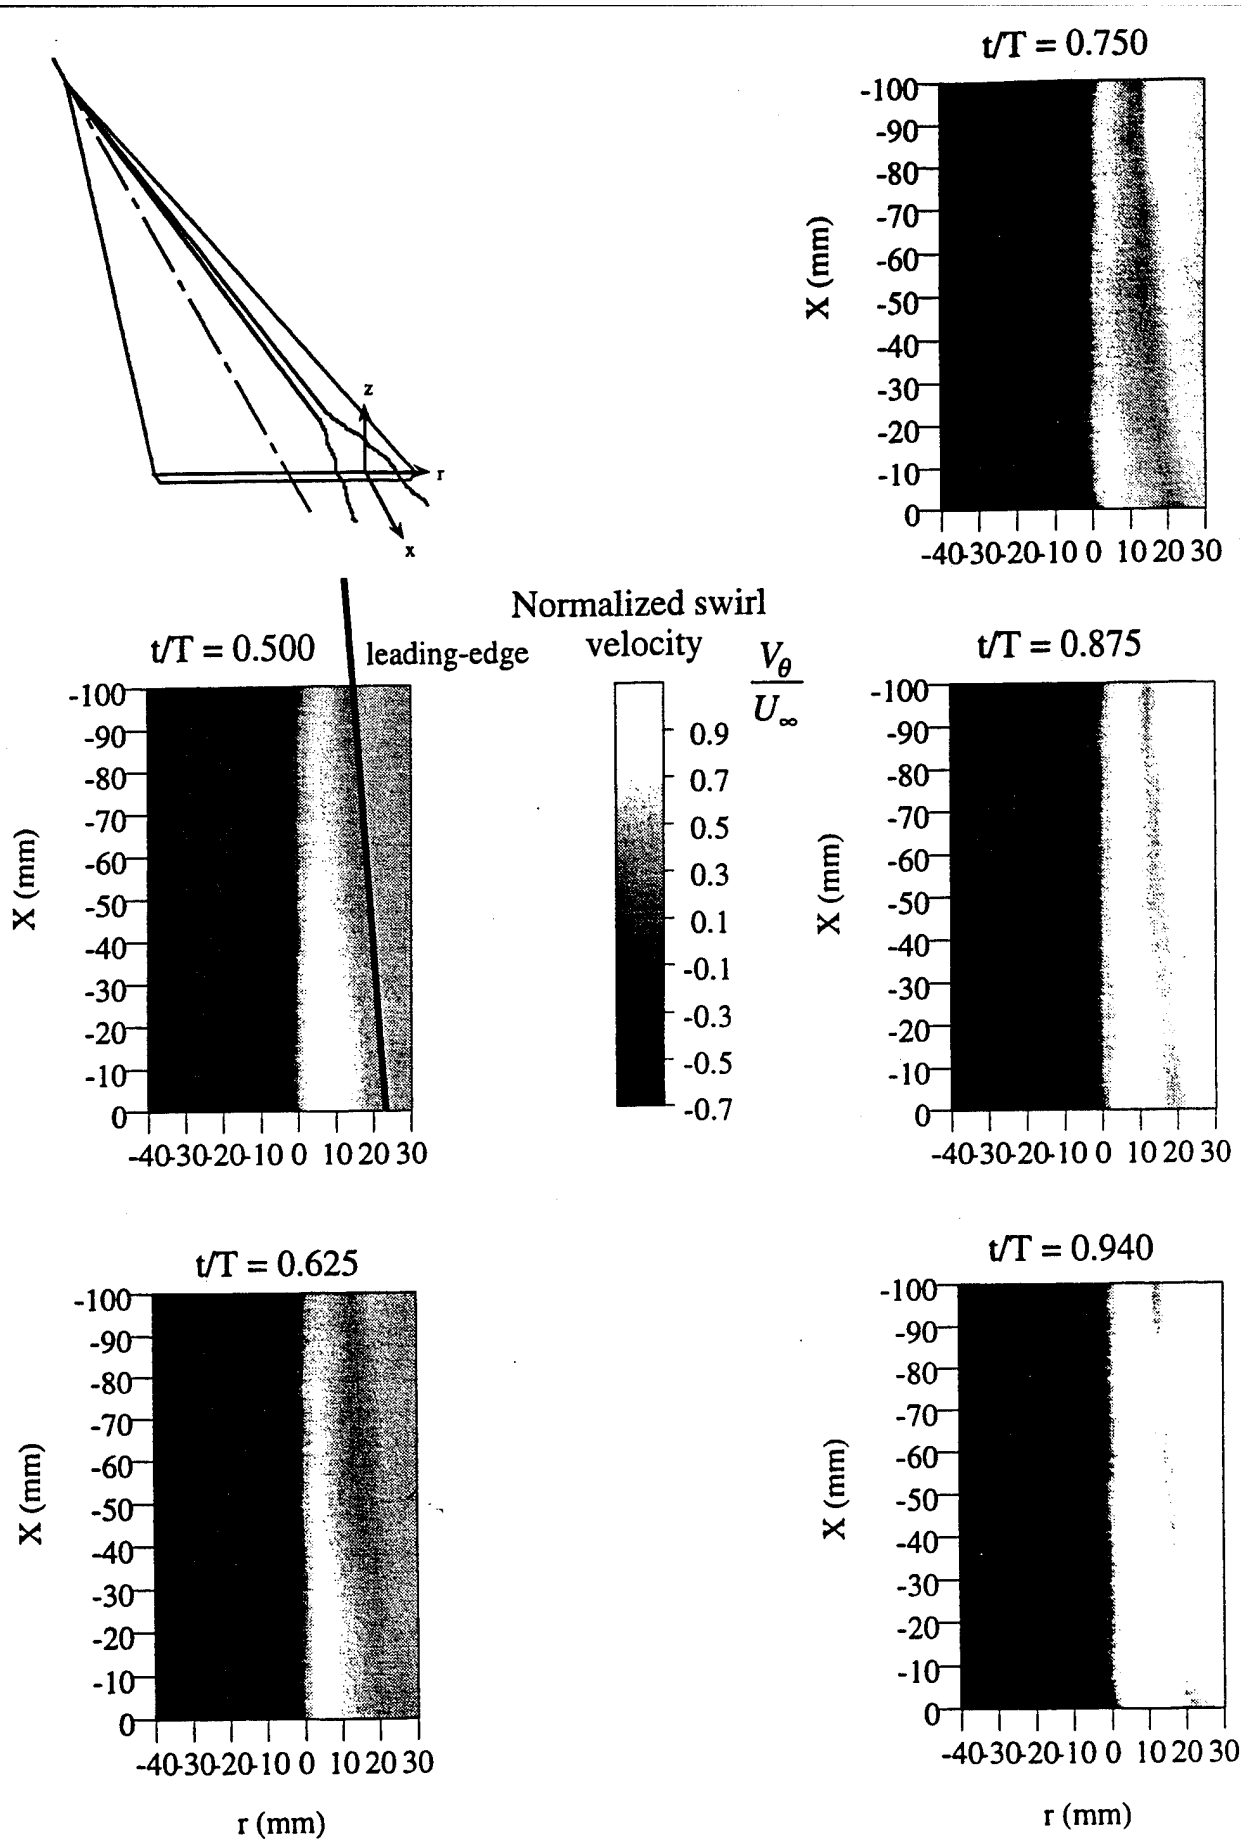 t/T = 0.750
-100
-90
-80
-70
-60
-50
-40
-30
-20
-10
0
X (mm)
-40-30-20-10 0 10 20 30
z
r
x
t/T = 0.500
leading-edge
-100
-90
-80
-70
-60
-50
-40
-30
-20
-10
0
X (mm)
-40-30-20-10 0 10 20 30
Normalized swirl
velocity
V_θ
U_∞
0.9
0.7
0.5
0.3
0.1
-0.1
-0.3
-0.5
-0.7
t/T = 0.875
-100
-90
-80
-70
-60
-50
-40
-30
-20
-10
0
X (mm)
-40-30-20-10 0 10 20 30
t/T = 0.625
-100
-90
-80
-70
-60
-50
-40
-30
-20
-10
0
X (mm)
-40-30-20-10 0 10 20 30
r (mm)
t/T = 0.940
-100
-90
-80
-70
-60
-50
-40
-30
-20
-10
0
X (mm)
-40-30-20-10 0 10 20 30
r (mm)